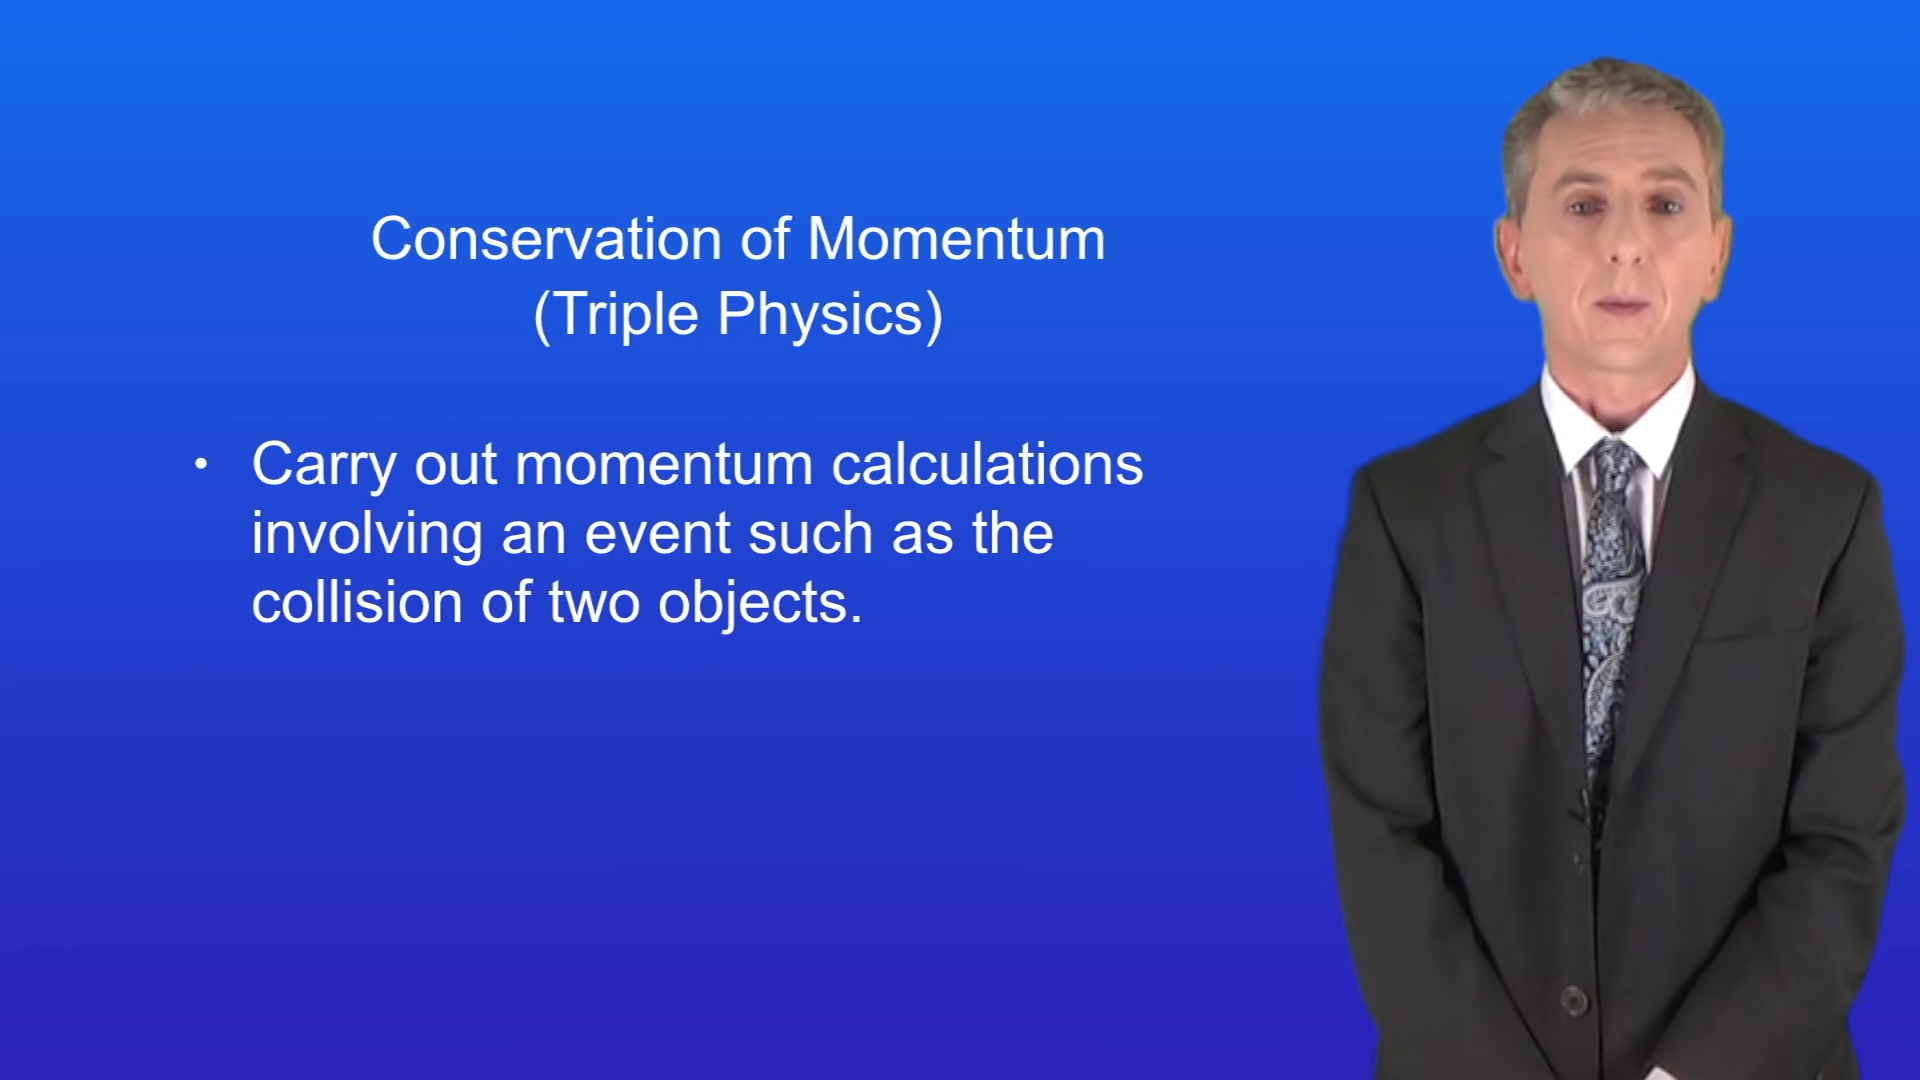 Conservation of Momentum
(Triple Physics)
• Carry out momentum calculations
involving an event such as the
collision of two objects.